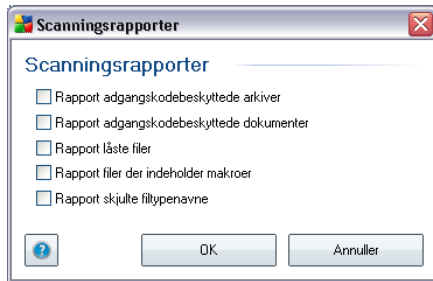 Scanningsrapporter
Scanningsrapporter
Rapport adgangskodebeskyttede arkiver
Rapport adgangskodebeskyttede dokumenter
Rapport låste filer
Rapport filer der indeholder makroer
Rapport skjulte filtypenavne
?
OK
Annuller